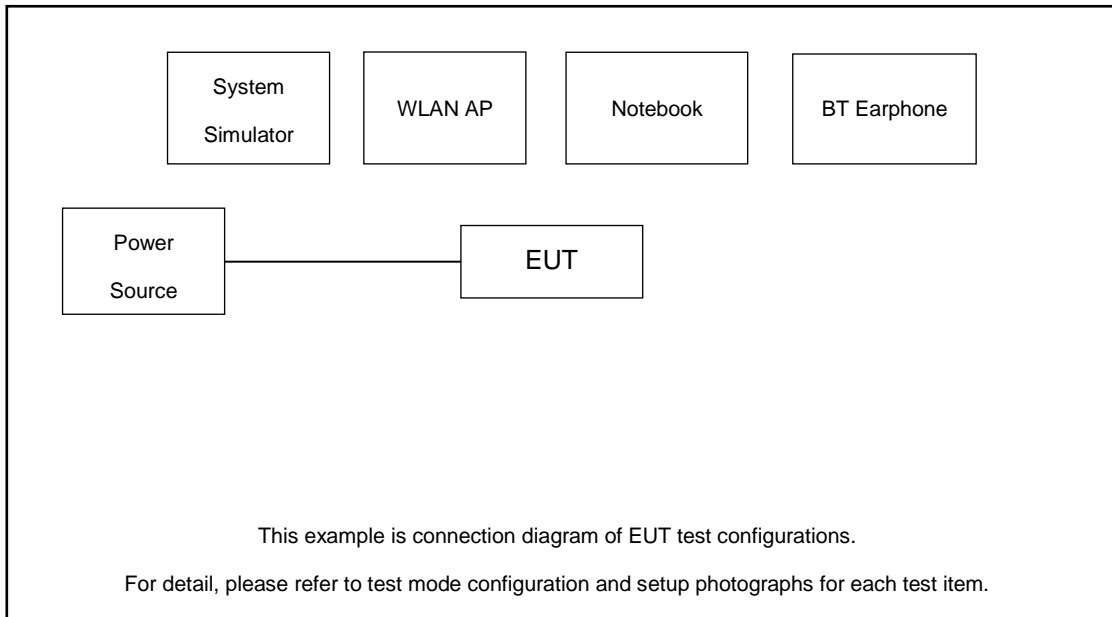 System
Simulator
WLAN AP
Notebook
BT Earphone
Power
Source
EUT
This example is connection diagram of EUT test configurations.
For detail, please refer to test mode configuration and setup photographs for each test item.